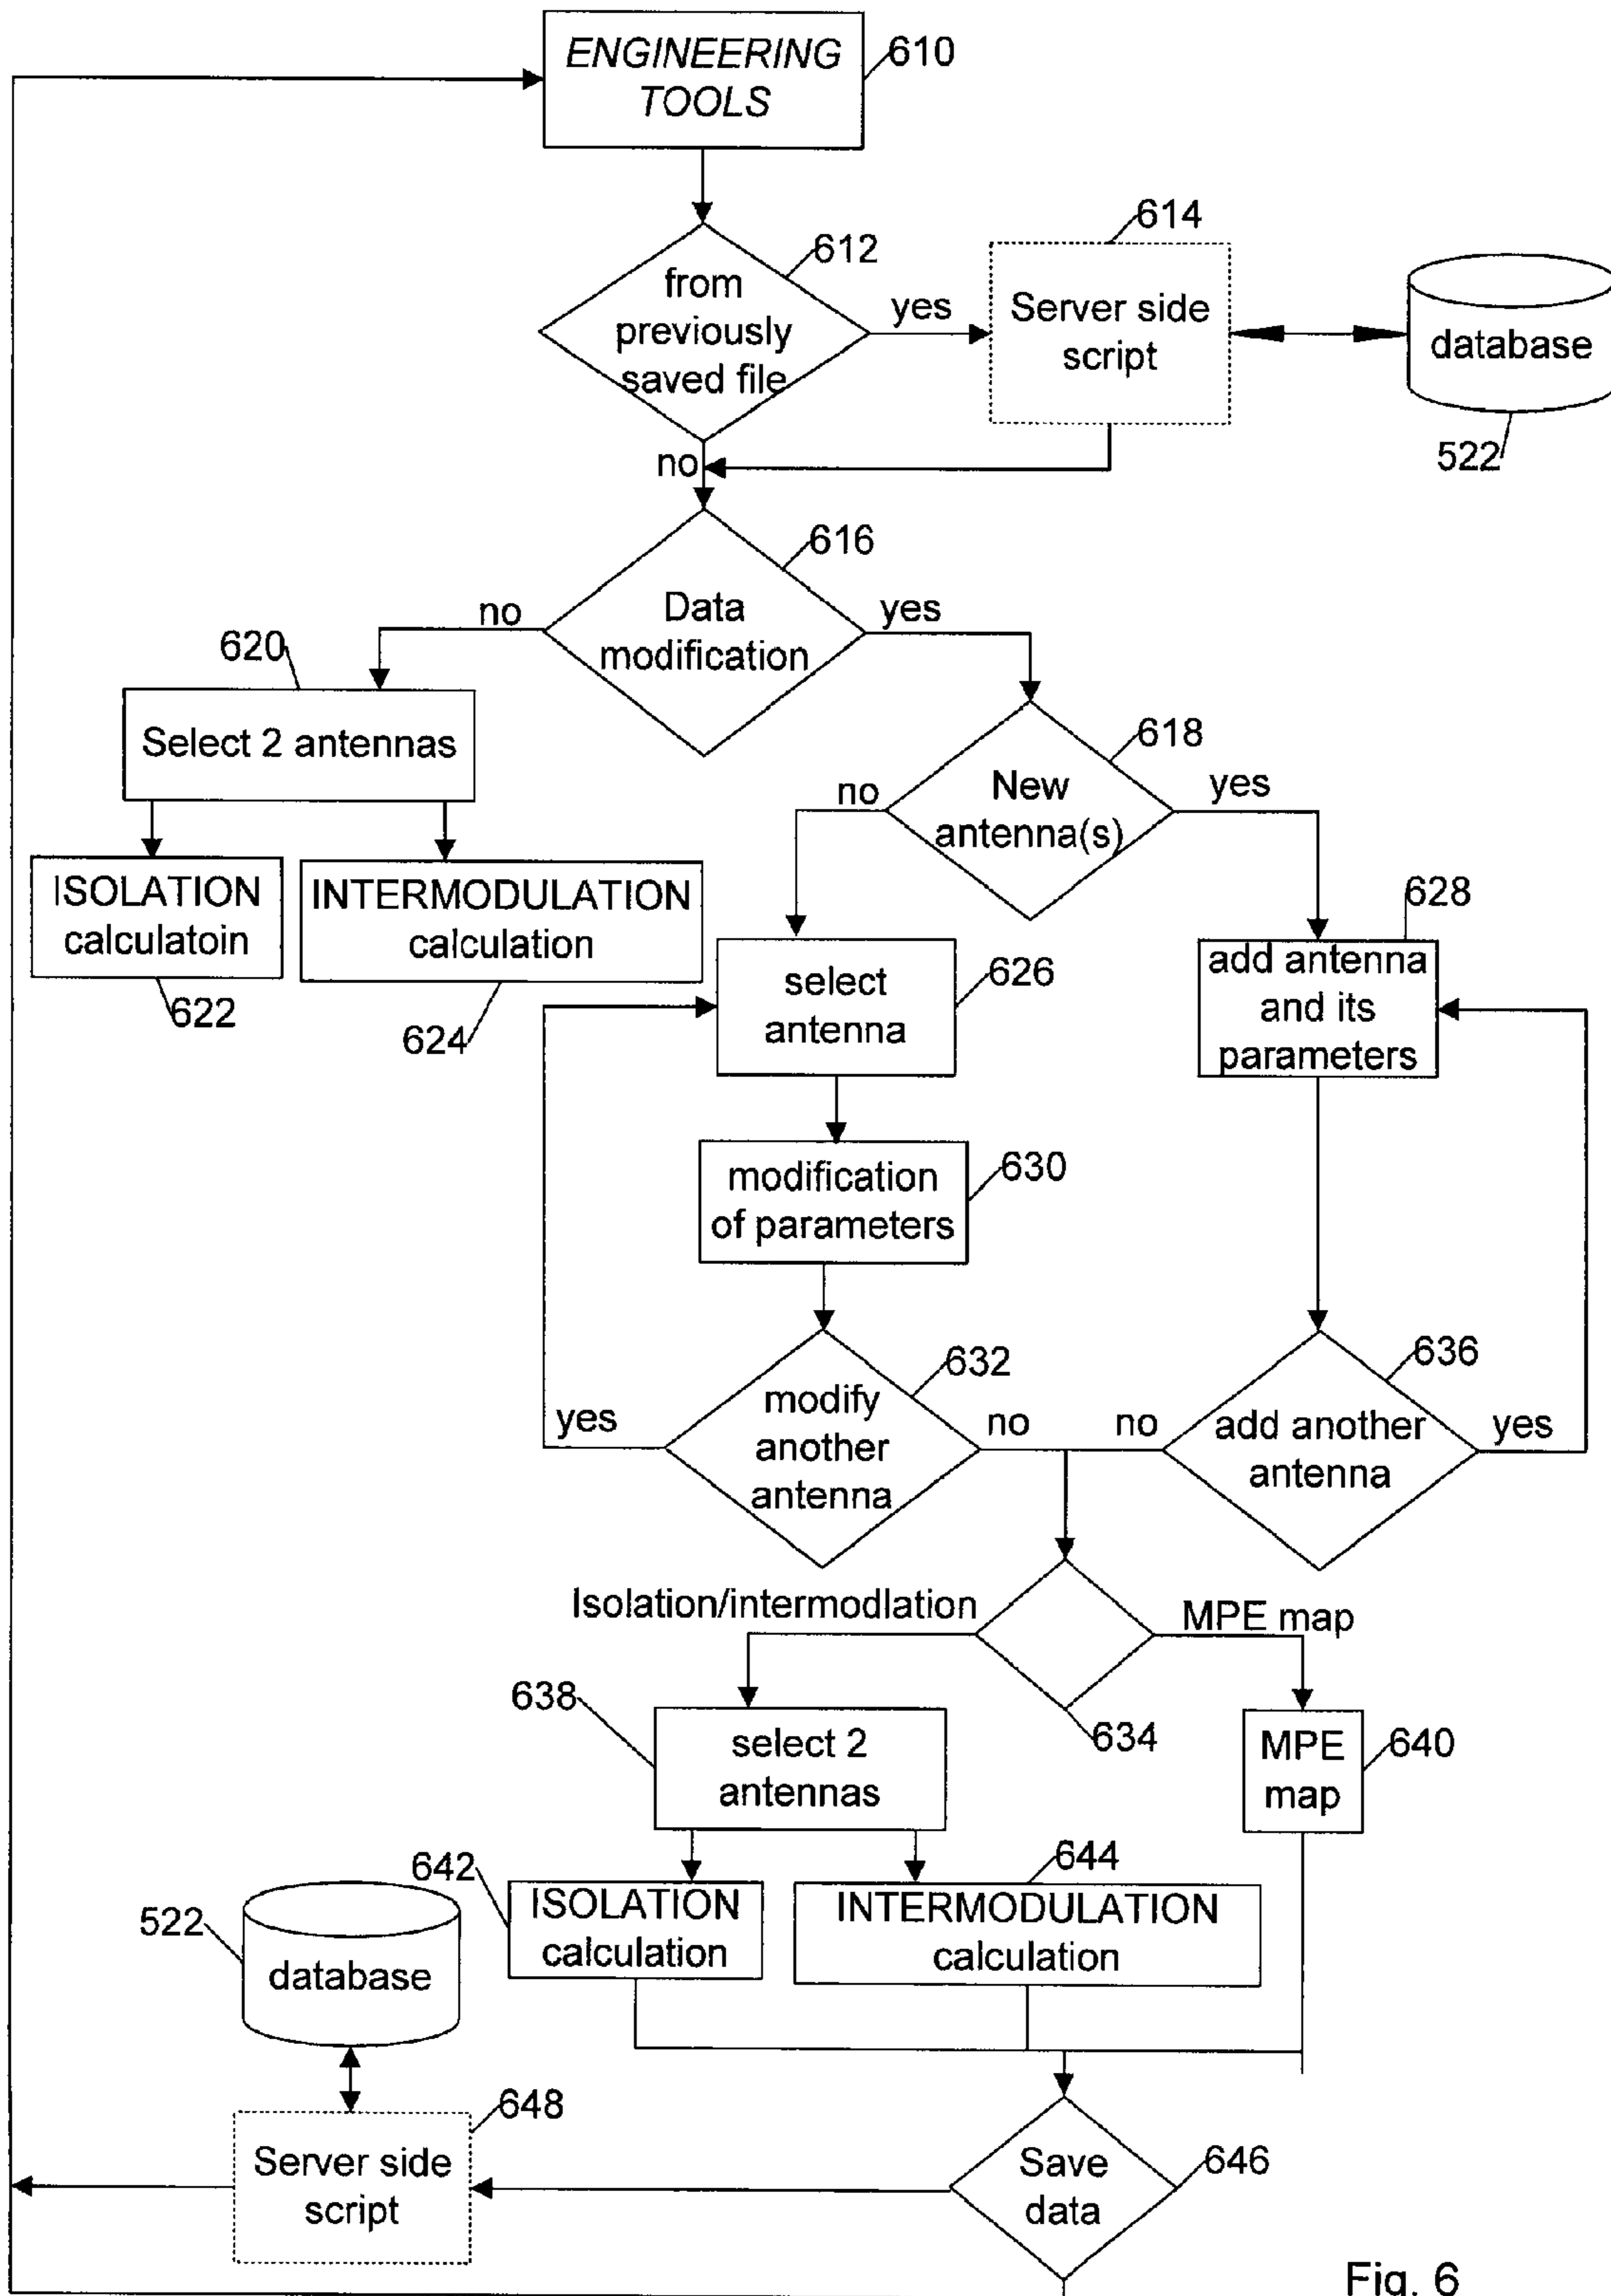 ENGINEERING
TOOLS
610
614
612
from
previously
saved file
yes
Server side
script
database
522
no
616
Data
modification
no
yes
620
Select 2 antennas
618
New
antenna(s)
no
yes
ISOLATION
calculatoin
622
INTERMODULATION
calculation
624
628
select
antenna
626
add antenna
and its
parameters
modification
of parameters
630
632
modify
another
antenna
yes
no
636
add another
antenna
no
yes
Isolation/intermodlation
MPE map
634
638
select 2
antennas
MPE
map
640
642
ISOLATION
calculation
644
INTERMODULATION
calculation
522
database
648
Server side
script
Save
data
646
Fig. 6